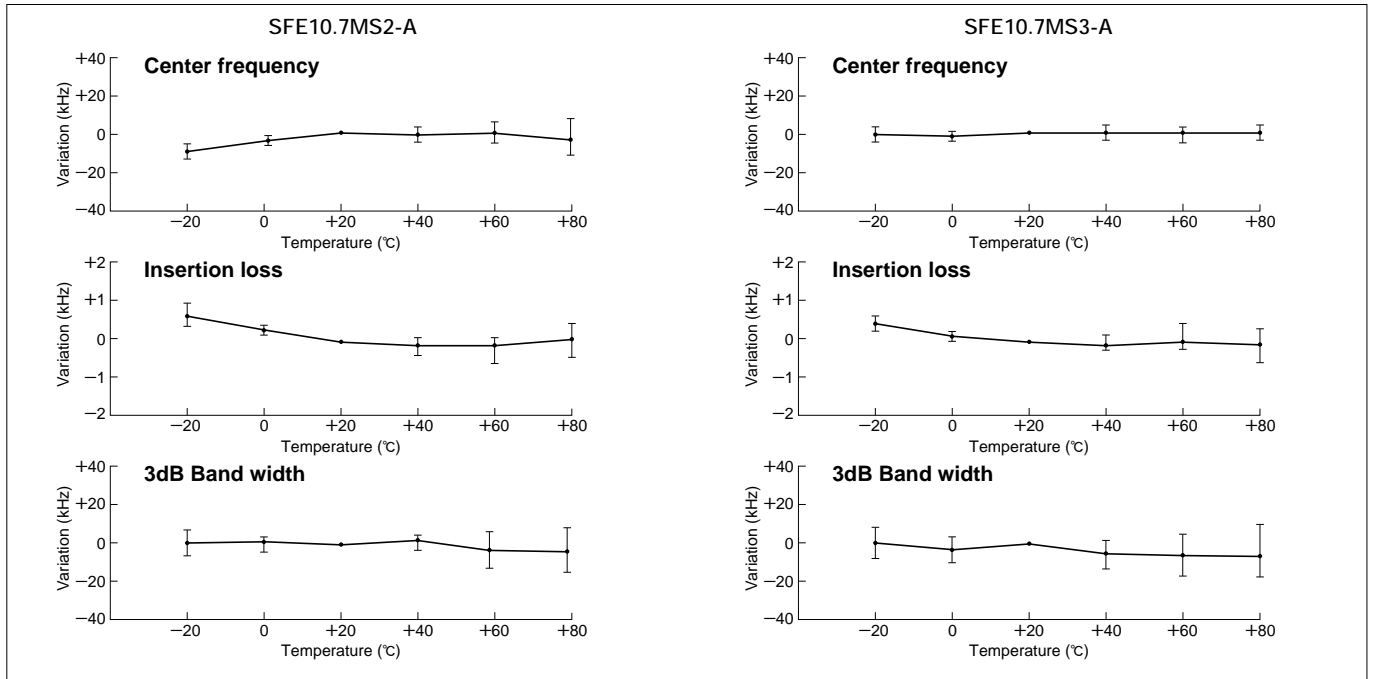 SFE10.7MS2-A
Center frequency
Variation (kHz)
+40
+20
0
−20
−40
−20 0 +20 +40 +60 +80
Temperature (℃)
Insertion loss
Variation (kHz)
+2
+1
0
−1
−2
−20 0 +20 +40 +60 +80
Temperature (℃)
3dB Band width
Variation (kHz)
+40
+20
0
−20
−40
−20 0 +20 +40 +60 +80
Temperature (℃)
SFE10.7MS3-A
Center frequency
Variation (kHz)
+40
+20
0
−20
−40
−20 0 +20 +40 +60 +80
Temperature (℃)
Insertion loss
Variation (kHz)
+2
+1
0
−1
−2
−20 0 +20 +40 +60 +80
Temperature (℃)
3dB Band width
Variation (kHz)
+40
+20
0
−20
−40
−20 0 +20 +40 +60 +80
Temperature (℃)